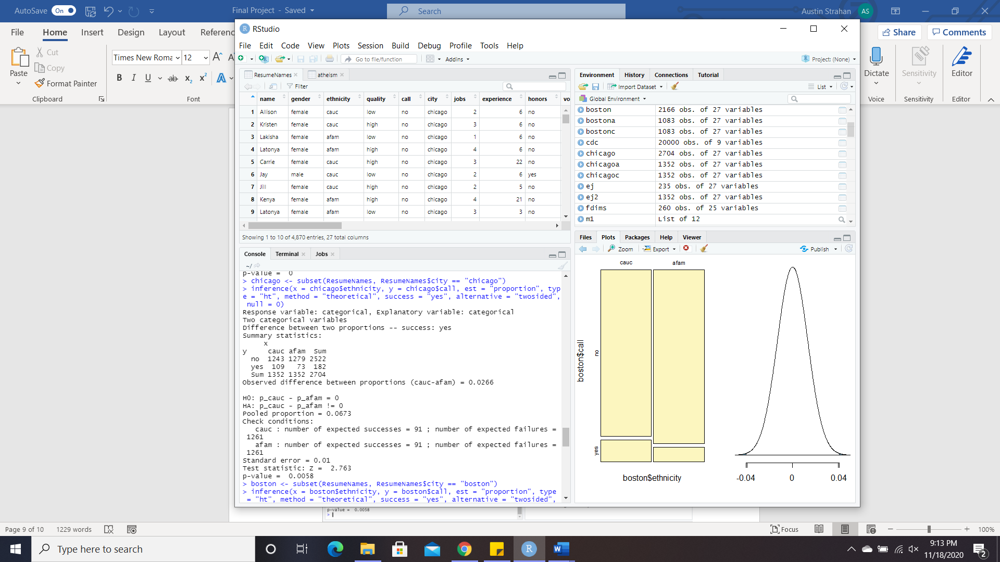 AutoSave On Final Project - Saved Search Austin Strahan AS
File Home Insert Design Layout Referenc Share Comments
Paste Cut Copy Format Painter
Clipboard
Times New Roma 12
B I U ab x2 x2 A
Font
Dictate Sensitivity Editor
Voice Sensitivity Editor
RStudio
File Edit Code View Plots Session Build Debug Profile Tools Help
Go to file/function Addins Project: (None)
ResumeNames atheism
Filter
name gender ethnicity quality call city jobs experience honors vo
1 Allison female cauc low no chicago 2 6 no
2 Kristen female cauc high no chicago 3 6 no
3 Lakisha female afam low no chicago 1 6 no
4 Latonya female afam high no chicago 4 6 no
5 Carrie female cauc high no chicago 3 22 no
6 Jay male cauc low no chicago 2 6 yes
7 Jill female cauc high no chicago 2 5 no
8 Kenya female afam high no chicago 4 21 no
9 Latonya female afam low no chicago 3 3 no
Showing 1 to 10 of 4,870 entries, 27 total columns
Console Terminal Jobs
~/
p-value = 0
> chicago <- subset(ResumeNames, ResumeNames$city == "chicago")
> inference(x = chicago$ethnicity, y = chicago$call, est = "proportion", typ
e = "ht", method = "theoretical", success = "yes", alternative = "twosided",
null = 0)
Response variable: categorical, Explanatory variable: categorical
Two categorical variables
Difference between two proportions -- success: yes
Summary statistics:
x
y cauc afam Sum
no 1243 1279 2522
yes 109 73 182
Sum 1352 1352 2704
Observed difference between proportions (cauc-afam) = 0.0266
H0: p_cauc - p_afam = 0
HA: p_cauc - p_afam != 0
Pooled proportion = 0.0673
Check conditions:
cauc : number of expected successes = 91 ; number of expected failures =
1261
afam : number of expected successes = 91 ; number of expected failures =
1261
Standard error = 0.01
Test statistic: Z = 2.763
p-value = 0.0058
> boston <- subset(ResumeNames, ResumeNames$city == "boston")
> inference(x = boston$ethnicity, y = boston$call, est = "proportion", type
= "ht", method = "theoretical", success = "yes", alternative = "twosided",
Environment History Connections Tutorial
Import Dataset List
Global Environment
boston 2166 obs. of 27 variables
bostona 1083 obs. of 27 variables
bostonc 1083 obs. of 27 variables
cdc 20000 obs. of 9 variables
chicago 2704 obs. of 27 variables
chicagoa 1352 obs. of 27 variables
chicagoc 1352 obs. of 27 variables
ej 235 obs. of 27 variables
ej2 1352 obs. of 27 variables
fdims 260 obs. of 25 variables
m1 List of 12
Files Plots Packages Help Viewer
Zoom Export Publish
cauc afam
boston$call
no
yes
boston$ethnicity
-0.04 0 0.04
p-value = 0.0058
>
Page 9 of 10 1229 words Focus 100%
Type here to search
9:13 PM
11/18/2020
2